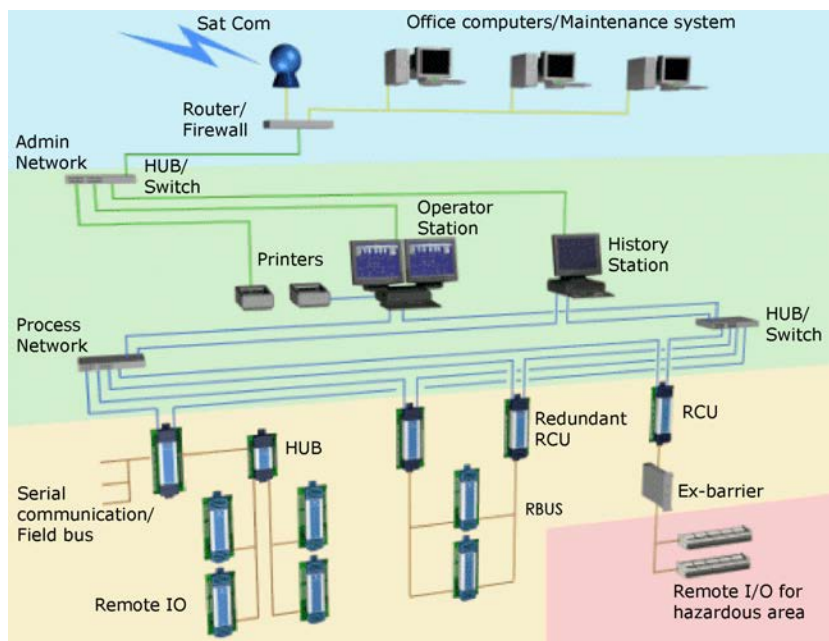 Sat Com
Office computers/Maintenance system
Router/
Firewall
Admin
Network
HUB/
Switch
Operator
Station
History
Station
Printers
Process
Network
HUB/
Switch
Redundant
RCU
RCU
HUB
Serial
communication/
Field bus
RBUS
Ex-barrier
Remote IO
Remote I/O for
hazardous area